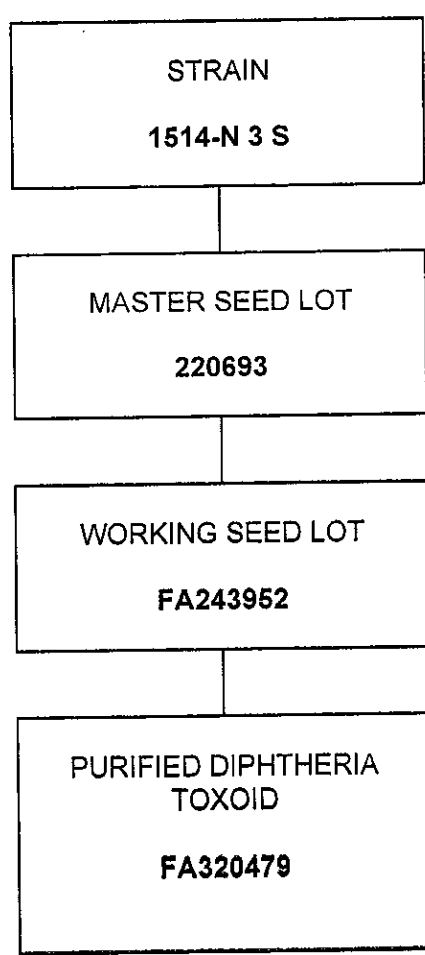 STRAIN
1514-N 3 S
MASTER SEED LOT
220693
WORKING SEED LOT
FA243952
PURIFIED DIPHTHERIA
TOXOID
FA320479